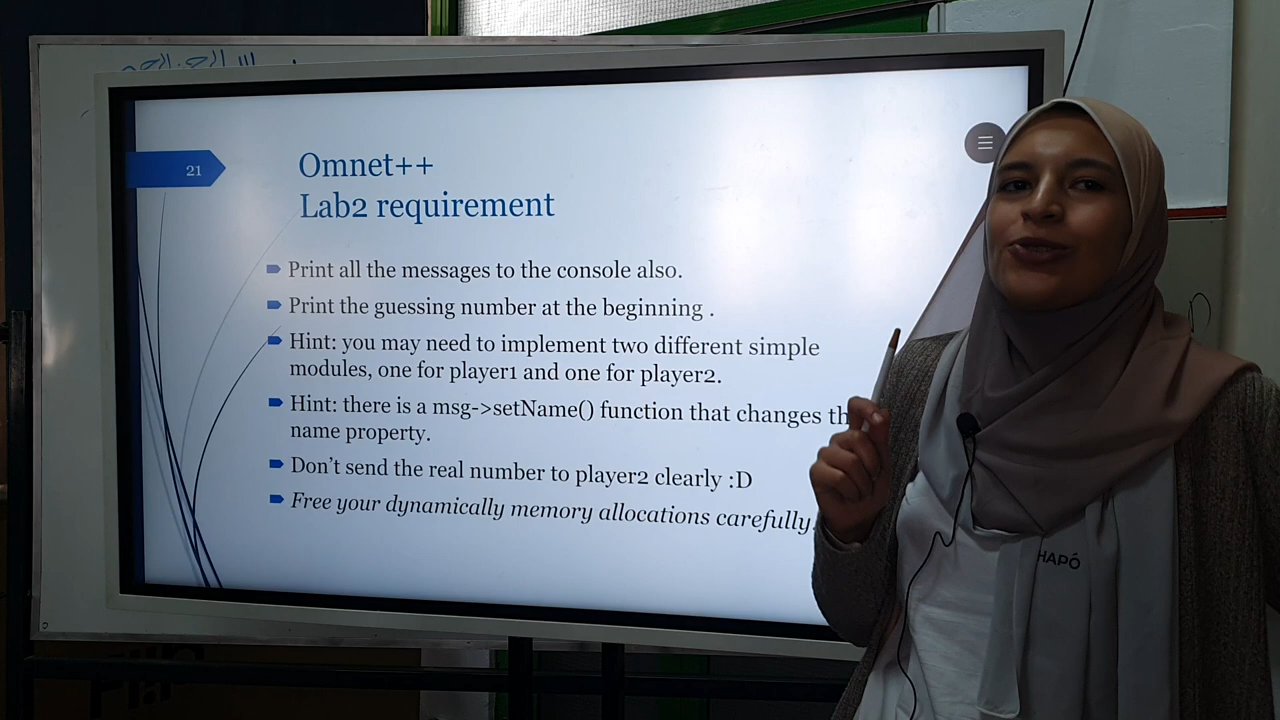 21
Omnet++
Lab2 requirement
Print all the messages to the console also.
Print the guessing number at the beginning .
Hint: you may need to implement two different simple
modules, one for player1 and one for player2.
Hint: there is a msg->setName() function that changes th
name property.
Don't send the real number to player2 clearly :D
Free your dynamically memory allocations carefully.
HAPÓ